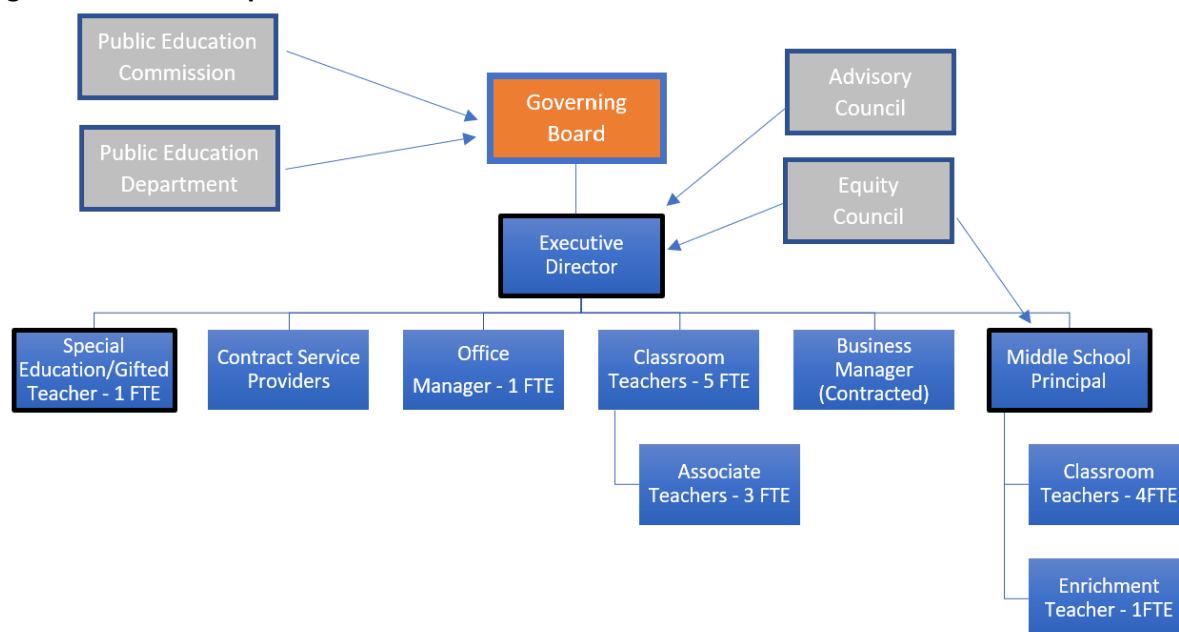 Public Education
Commission
Advisory
Council
Governing
Board
Public Education
Department
Equity
Council
Executive
Director
Special
Education/Gifted
Teacher - 1 FTE
Contract Service
Providers
Office
Manager - 1 FTE
Classroom
Teachers - 5 FTE
Business
Manager
(Contracted)
Middle School
Principal
Associate
Teachers - 3 FTE
Classroom
Teachers - 4FTE
Enrichment
Teacher - 1FTE